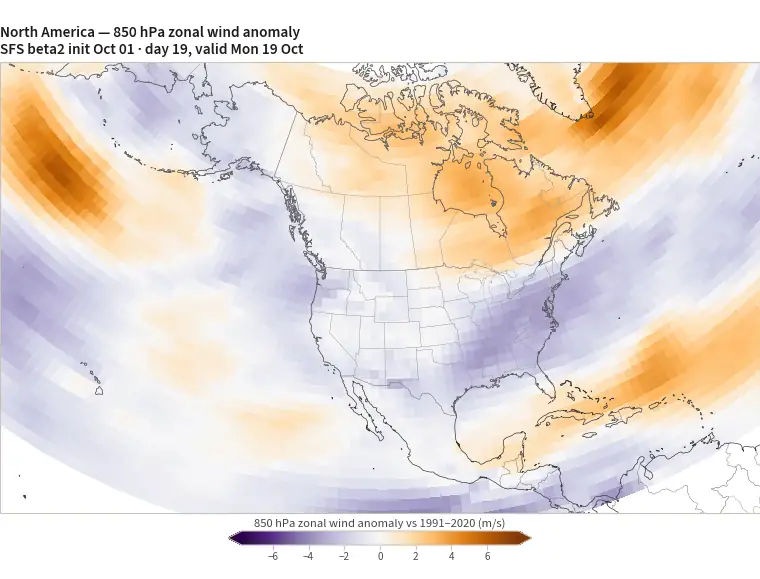 North America — 850 hPa zonal wind anomaly
SFS beta2 init Oct 01 · day 19, valid Mon 19 Oct
850 hPa zonal wind anomaly vs 1991–2020 (m/s)
−6 −4 −2 0 2 4 6